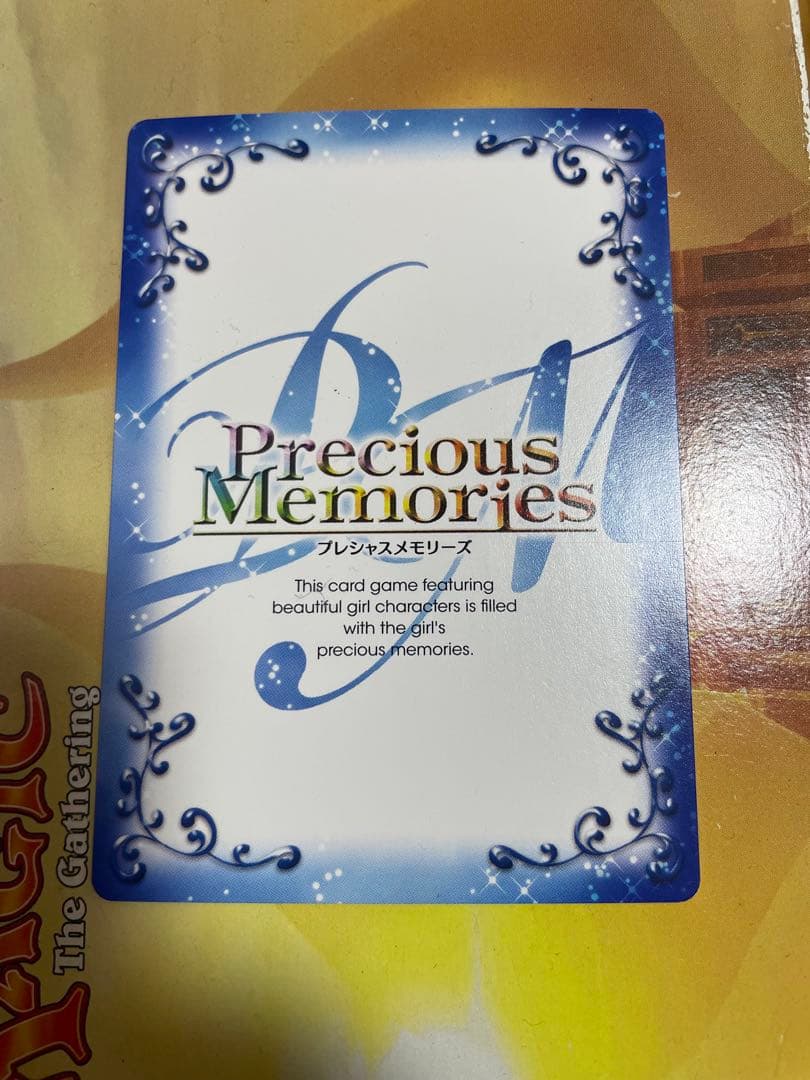 Precious
Memories
プレシャスメモリーズ
This card game featuring
beautiful girl characters is filled
with the girl's
precious memories.
MAGIC
The Gathering